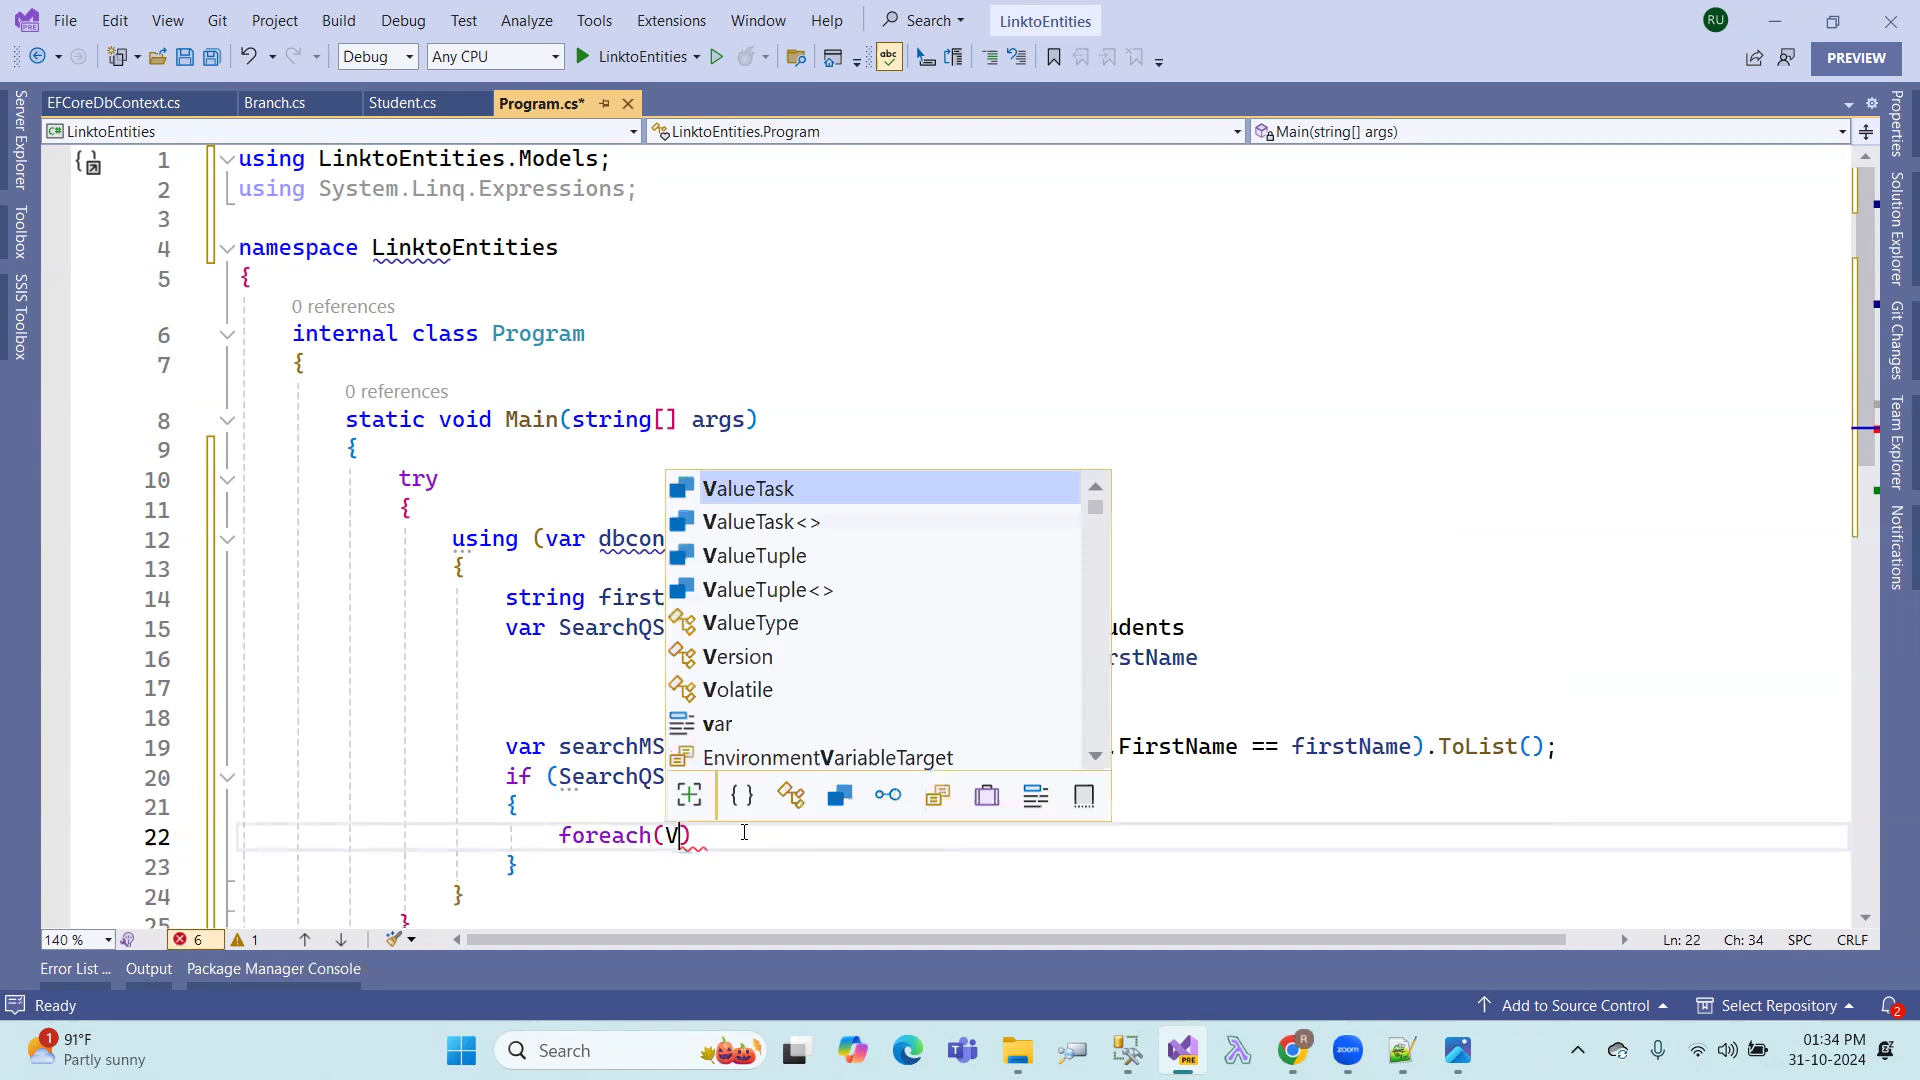 File Edit View Git Project Build Debug Test Analyze Tools Extensions Window Help Search LinktoEntities RU
Debug Any CPU LinktoEntities abc PREVIEW
EFCoreDbContext.cs Branch.cs Student.cs Program.cs*
C# LinktoEntities LinktoEntities.Program Main(string[] args)
Server Explorer
Toolbox
SSIS Toolbox
Properties
Solution Explorer
Git Changes
Team Explorer
Notifications
1 using LinktoEntities.Models;
2 using System.Linq.Expressions;
3
4 namespace LinktoEntities
5 {
0 references
6 internal class Program
7 {
0 references
8 static void Main(string[] args)
9 {
10 try
11 {
12 using (var dbcon
13 {
14 string first
15 var SearchQS udents
16 rstName
17
18
19 var searchMS .FirstName == firstName).ToList();
20 if (SearchQS
21 {
22 foreach(V)
23 }
24 }
25 }
ValueTask
ValueTask<>
ValueTuple
ValueTuple<>
ValueType
Version
Volatile
var
EnvironmentVariableTarget
140 % 6 1 Ln: 22 Ch: 34 SPC CRLF
Error List ... Output Package Manager Console
Ready Add to Source Control Select Repository 2
1 91°F
Partly sunny
Search
PRE
zoom
01:34 PM
31-10-2024